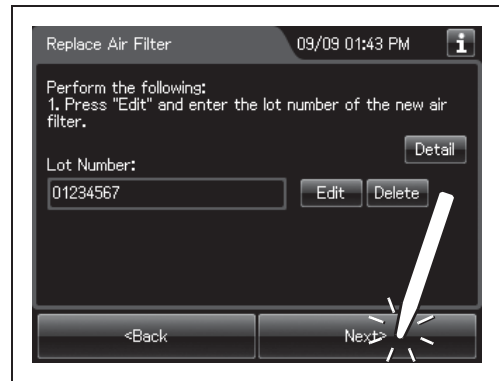 Replace Air Filter
09/09 01:43 PM
i
Perform the following:
1. Press "Edit" and enter the lot number of the new air
filter.
Detail
Lot Number:
01234567
Edit
Delete
<Back
Next>